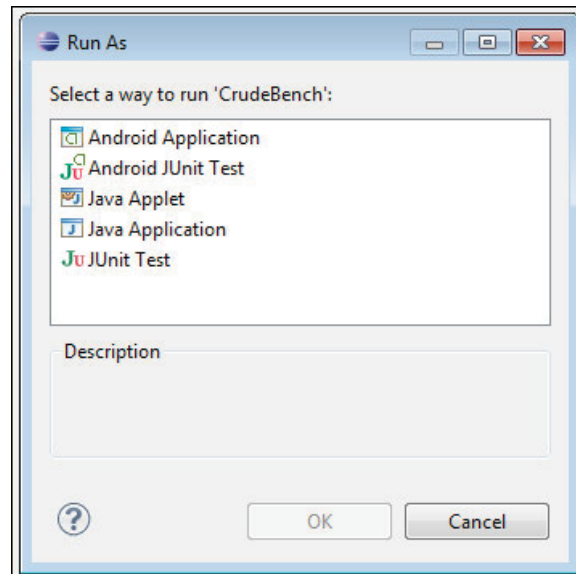 Run As
Select a way to run 'CrudeBench':
Android Application
Android JUnit Test
Java Applet
Java Application
JUnit Test
Description
OK
Cancel